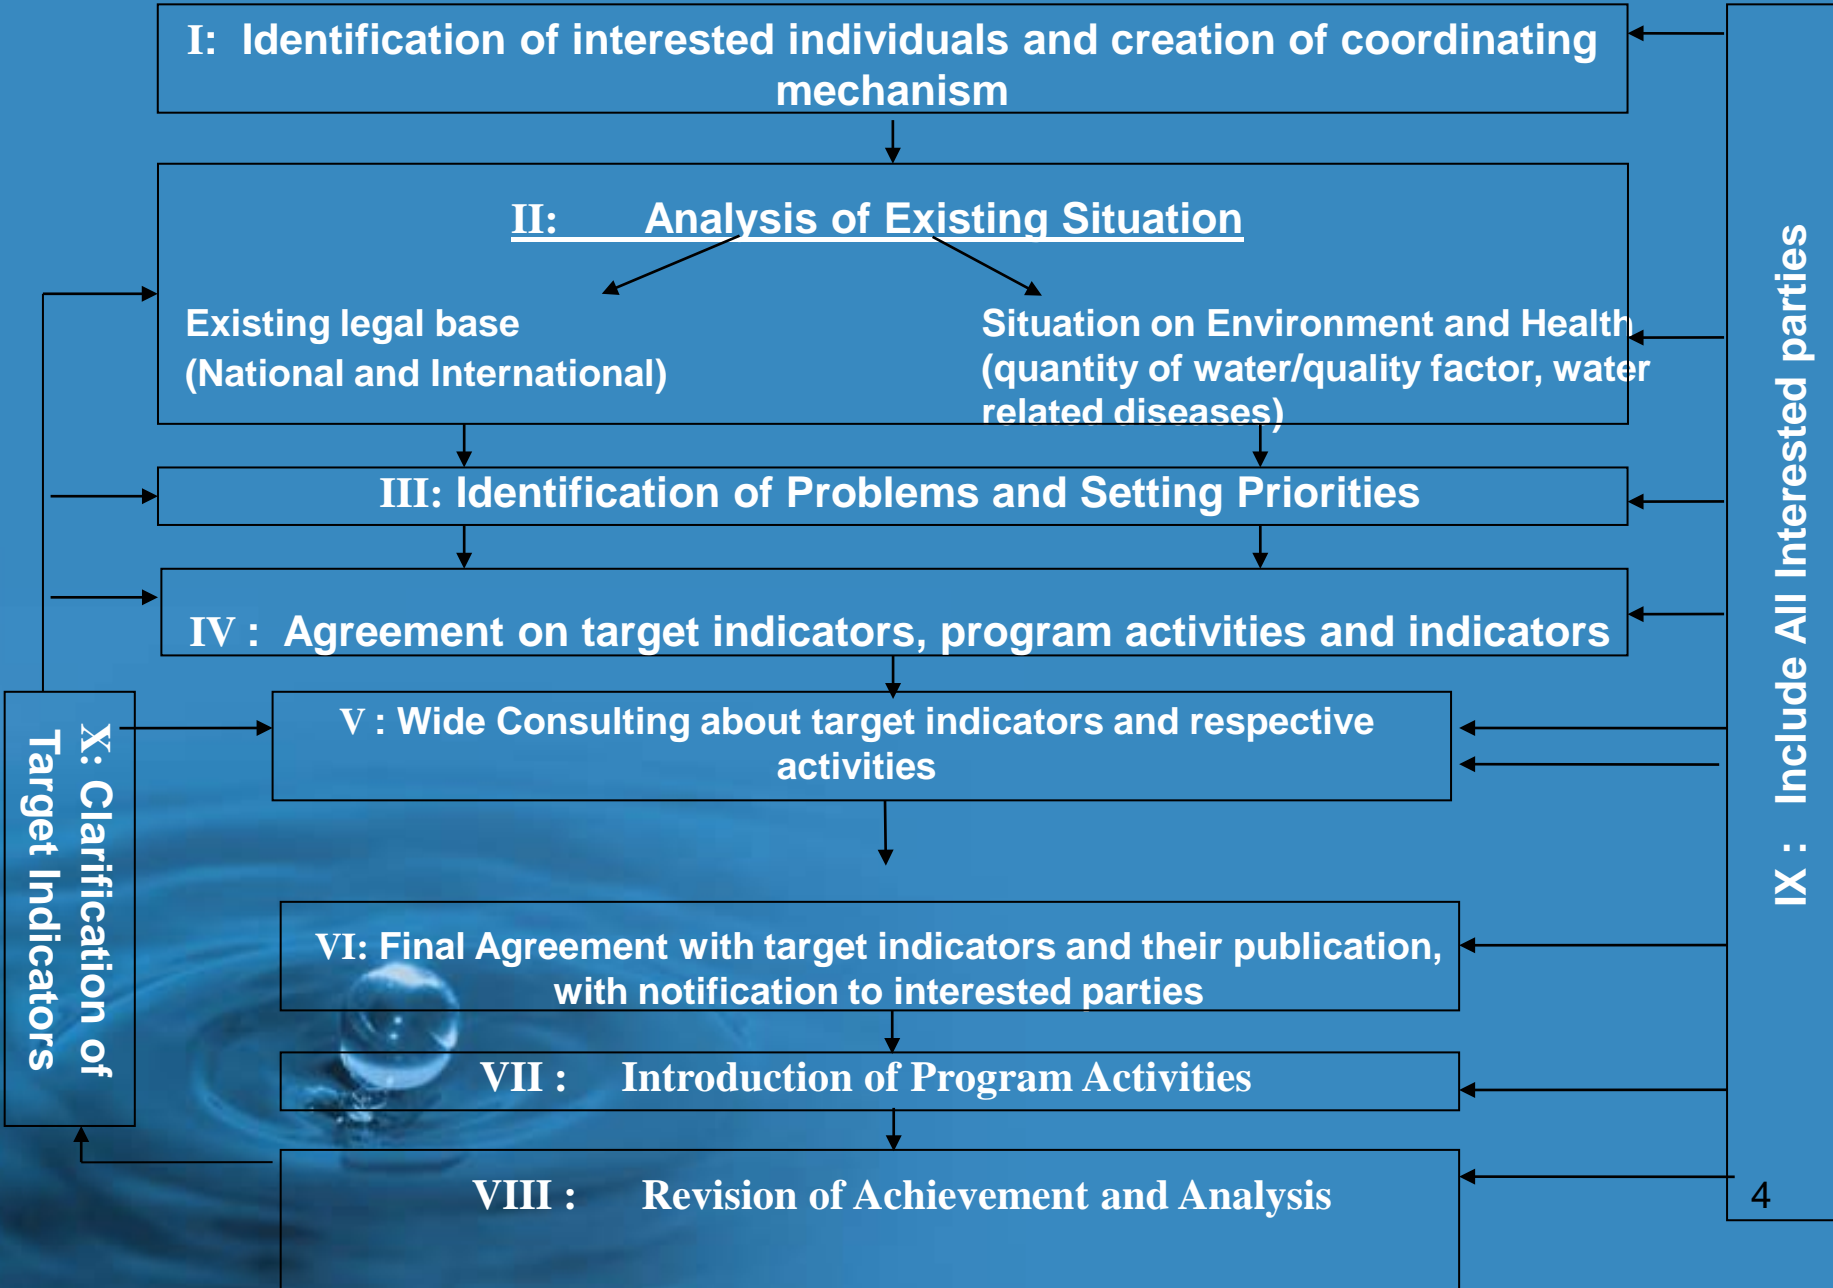 I: Identification of interested individuals and creation of coordinating
mechanism
II: Analysis of Existing Situation
Existing legal base
(National and International)
Situation on Environment and Health
(quantity of water/quality factor, water
related diseases)
III: Identification of Problems and Setting Priorities
IV : Agreement on target indicators, program activities and indicators
V : Wide Consulting about target indicators and respective
activities
VI: Final Agreement with target indicators and their publication,
with notification to interested parties
VII : Introduction of Program Activities
VIII : Revision of Achievement and Analysis
IX : Include All Interested parties
X: Clarification of
Target Indicators
4